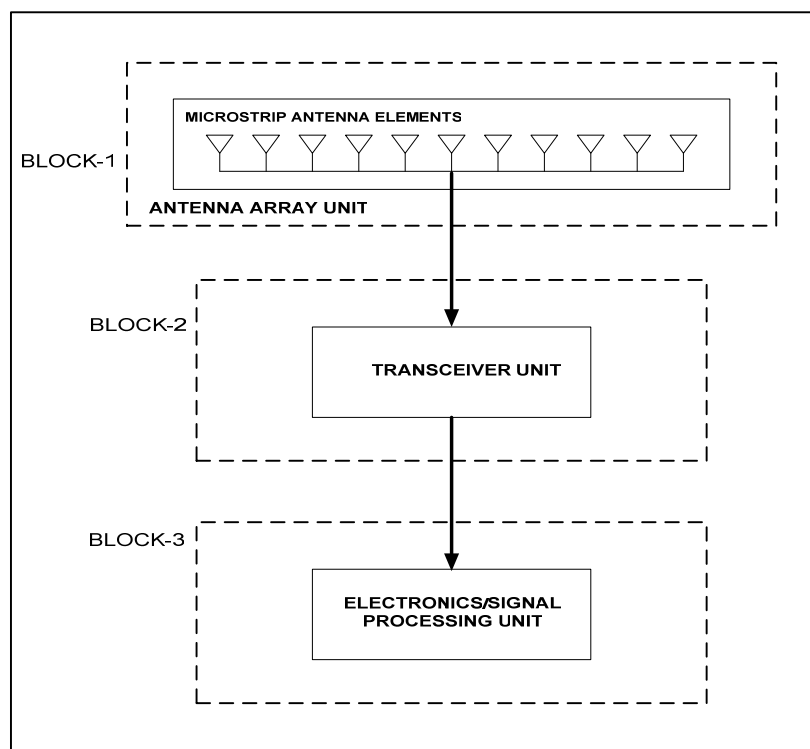 MICROSTRIP ANTENNA ELEMENTS
BLOCK-1
ANTENNA ARRAY UNIT
BLOCK-2
TRANSCEIVER UNIT
BLOCK-3
ELECTRONICS/SIGNAL
PROCESSING UNIT